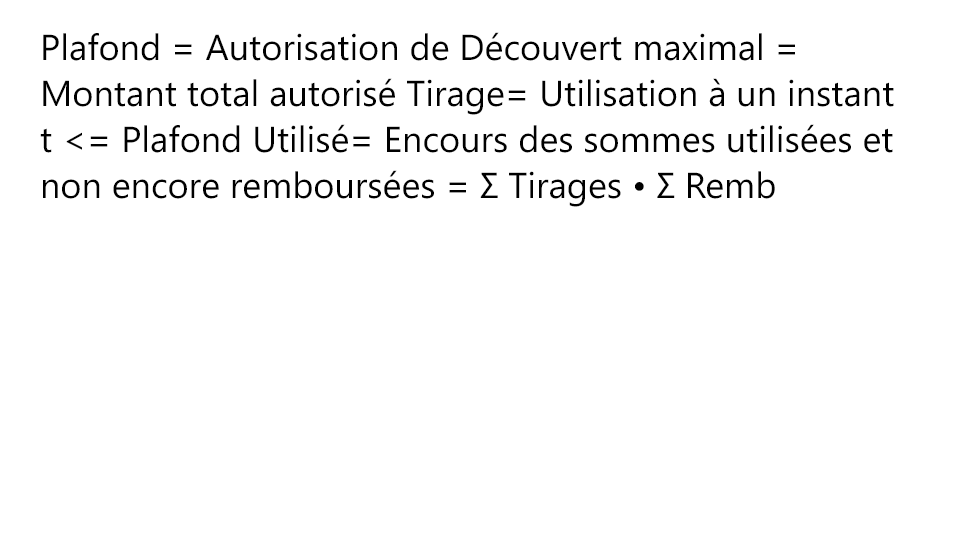 Plafond = Autorisation de Découvert maximal =
Montant total autorisé Tirage= Utilisation à un instant
t <= Plafond Utilisé= Encours des sommes utilisées et
non encore remboursées = Σ Tirages • Σ Remb